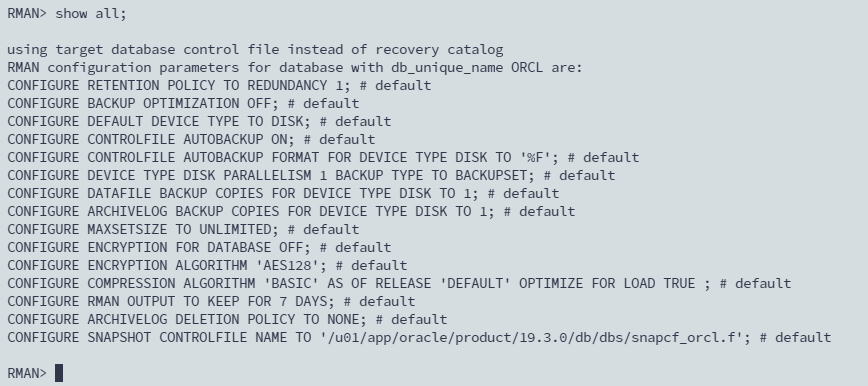 RMAN> show all;
using target database control file instead of recovery catalog
RMAN configuration parameters for database with db_unique_name ORCL are:
CONFIGURE RETENTION POLICY TO REDUNDANCY 1; # default
CONFIGURE BACKUP OPTIMIZATION OFF; # default
CONFIGURE DEFAULT DEVICE TYPE TO DISK; # default
CONFIGURE CONTROLFILE AUTOBACKUP ON; # default
CONFIGURE CONTROLFILE AUTOBACKUP FORMAT FOR DEVICE TYPE DISK TO '%F'; # default
CONFIGURE DEVICE TYPE DISK PARALLELISM 1 BACKUP TYPE TO BACKUPSET; # default
CONFIGURE DATAFILE BACKUP COPIES FOR DEVICE TYPE DISK TO 1; # default
CONFIGURE ARCHIVELOG BACKUP COPIES FOR DEVICE TYPE DISK TO 1; # default
CONFIGURE MAXSETSIZE TO UNLIMITED; # default
CONFIGURE ENCRYPTION FOR DATABASE OFF; # default
CONFIGURE ENCRYPTION ALGORITHM 'AES128'; # default
CONFIGURE COMPRESSION ALGORITHM 'BASIC' AS OF RELEASE 'DEFAULT' OPTIMIZE FOR LOAD TRUE ; # default
CONFIGURE RMAN OUTPUT TO KEEP FOR 7 DAYS; # default
CONFIGURE ARCHIVELOG DELETION POLICY TO NONE; # default
CONFIGURE SNAPSHOT CONTROLFILE NAME TO '/u01/app/oracle/product/19.3.0/db/dbs/snapcf_orcl.f'; # default
RMAN>